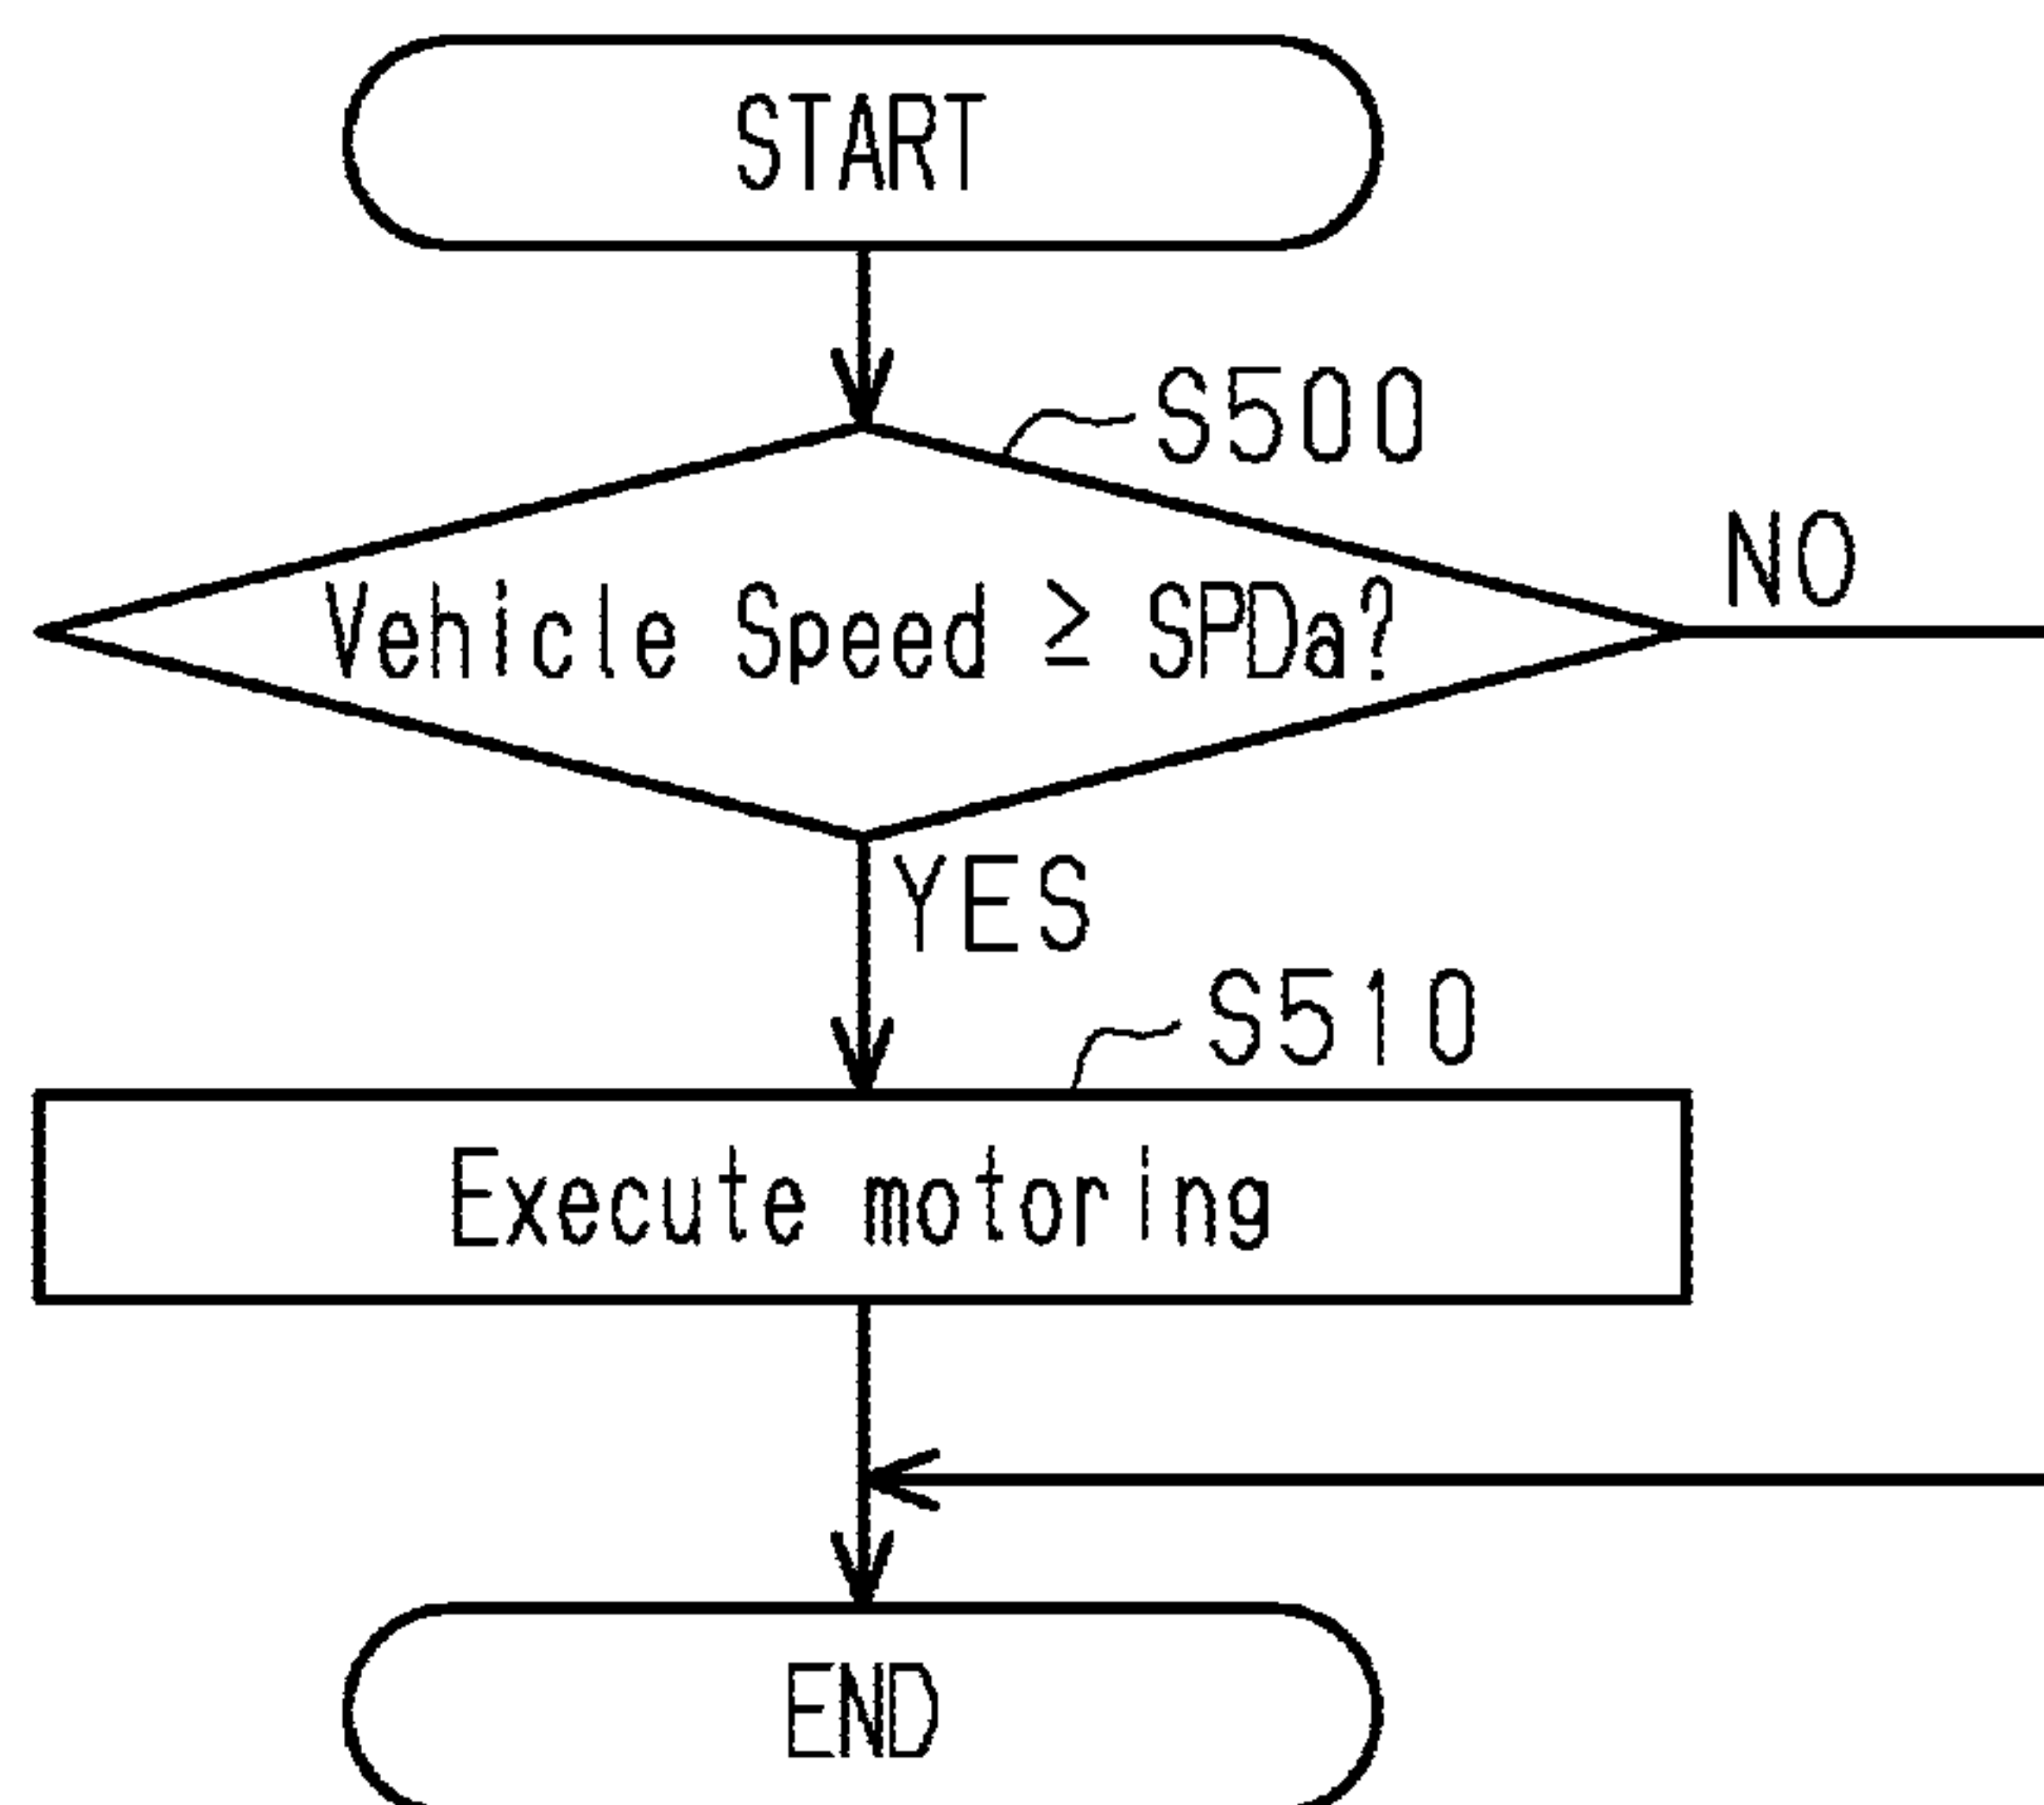 START
S500
NO
Vehicle Speed ≥ SPDa?
YES
S510
Execute motoring
END